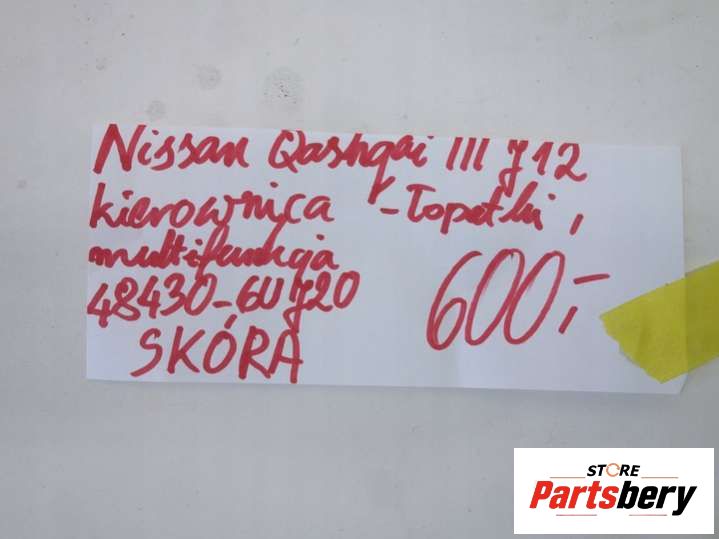 Nissan Qashqai III J12
kierownica -Łopatki,
multifunkcja
48430-6UJ20
600,-
SKÓRA
STORE
Partsbery